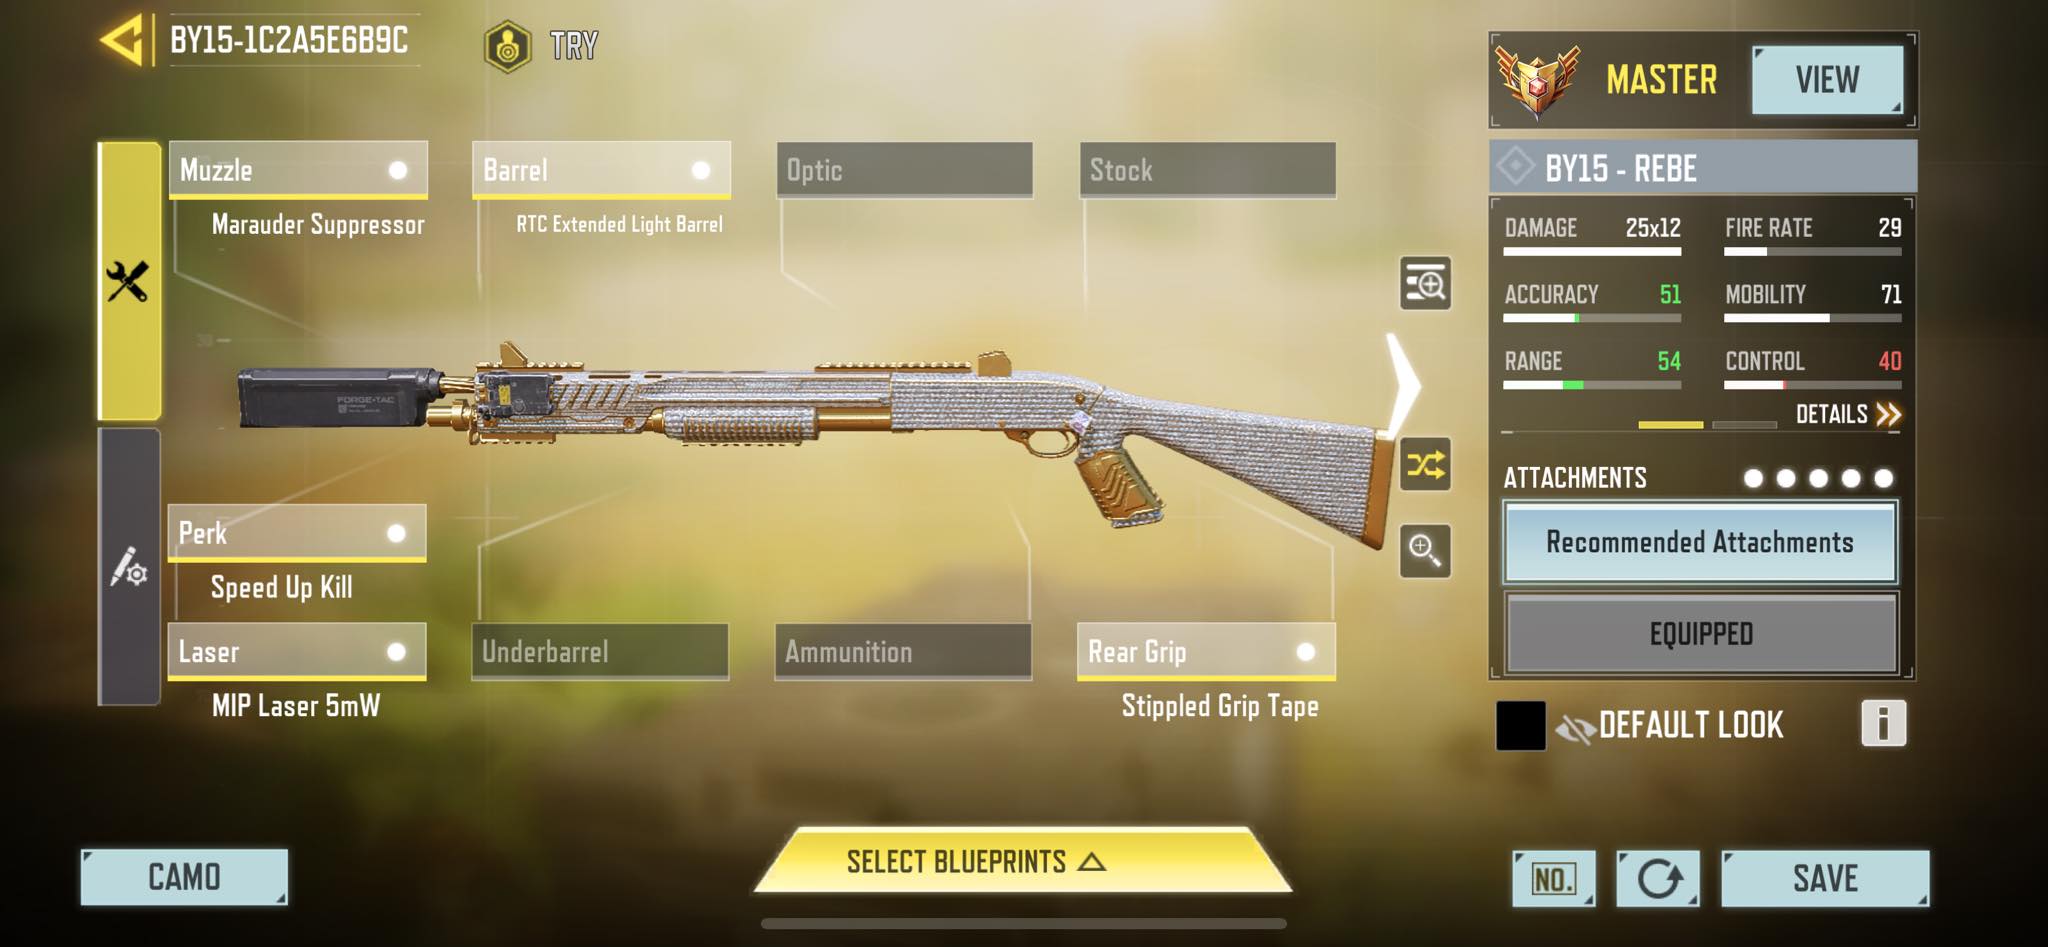 BY15-1C2A5E6B9C
TRY
MASTER
VIEW
BY15 - REBE
Muzzle
Marauder Suppressor
Barrel
RTC Extended Light Barrel
Optic
Stock
DAMAGE 25x12
FIRE RATE 29
ACCURACY 51
MOBILITY 71
RANGE 54
CONTROL 40
DETAILS
ATTACHMENTS
Recommended Attachments
EQUIPPED
DEFAULT LOOK
i
30
FORGE-TAC
Perk
Speed Up Kill
Laser
MIP Laser 5mW
Underbarrel
Ammunition
Rear Grip
Stippled Grip Tape
CAMO
SELECT BLUEPRINTS
NO.
SAVE